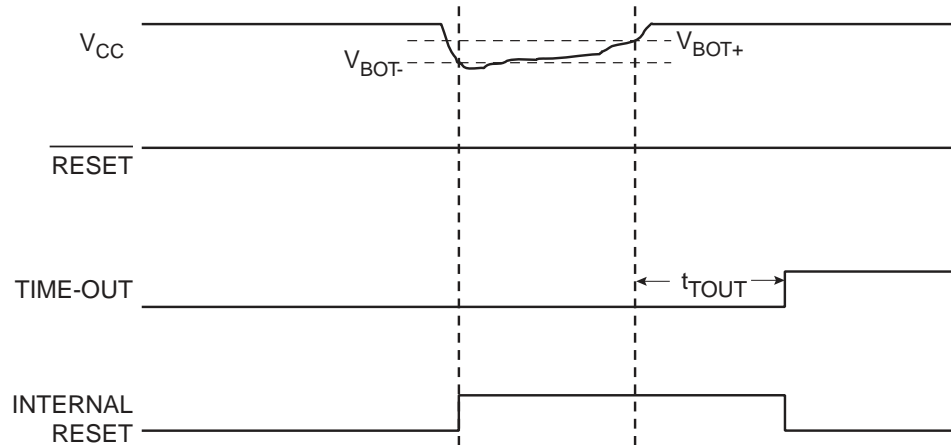 V_CC
V_BOT-
V_BOT+
RESET
TIME-OUT
t_TOUT
INTERNAL
RESET